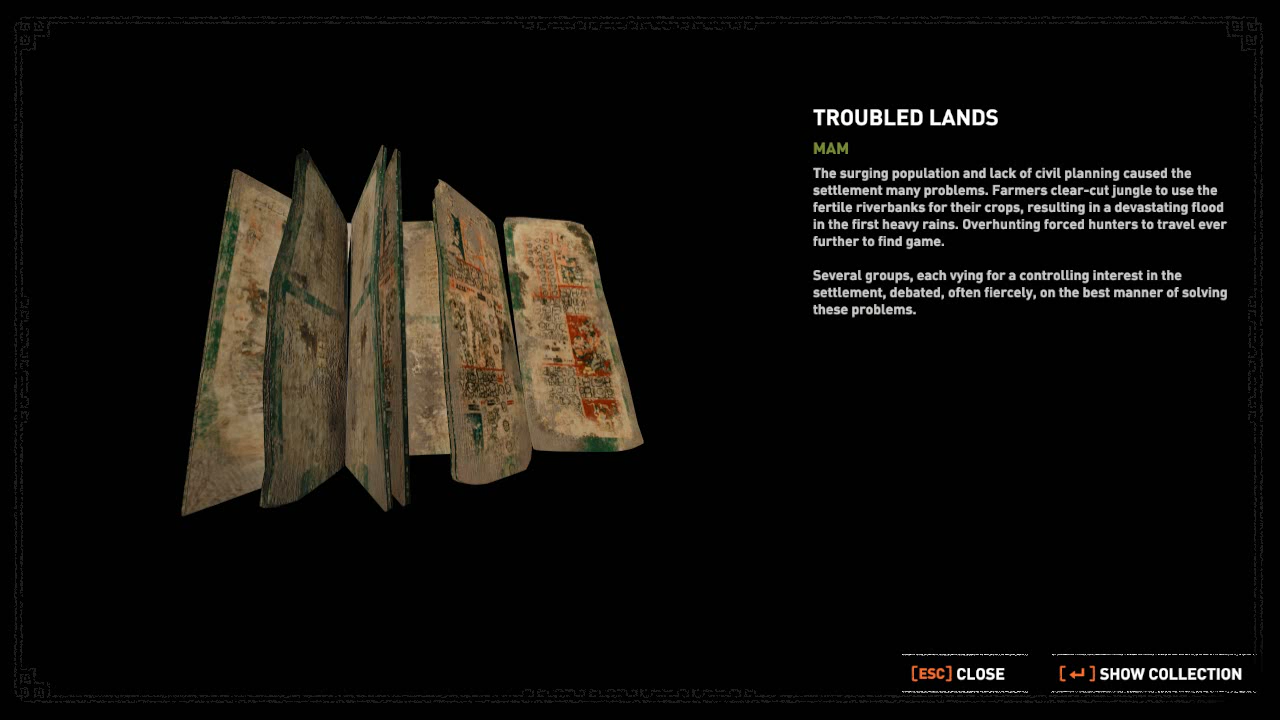 TROUBLED LANDS
MAM
The surging population and lack of civil planning caused the
settlement many problems. Farmers clear-cut jungle to use the
fertile riverbanks for their crops, resulting in a devastating flood
in the first heavy rains. Overhunting forced hunters to travel ever
further to find game.
Several groups, each vying for a controlling interest in the
settlement, debated, often fiercely, on the best manner of solving
these problems.
[ESC] CLOSE
[↵] SHOW COLLECTION